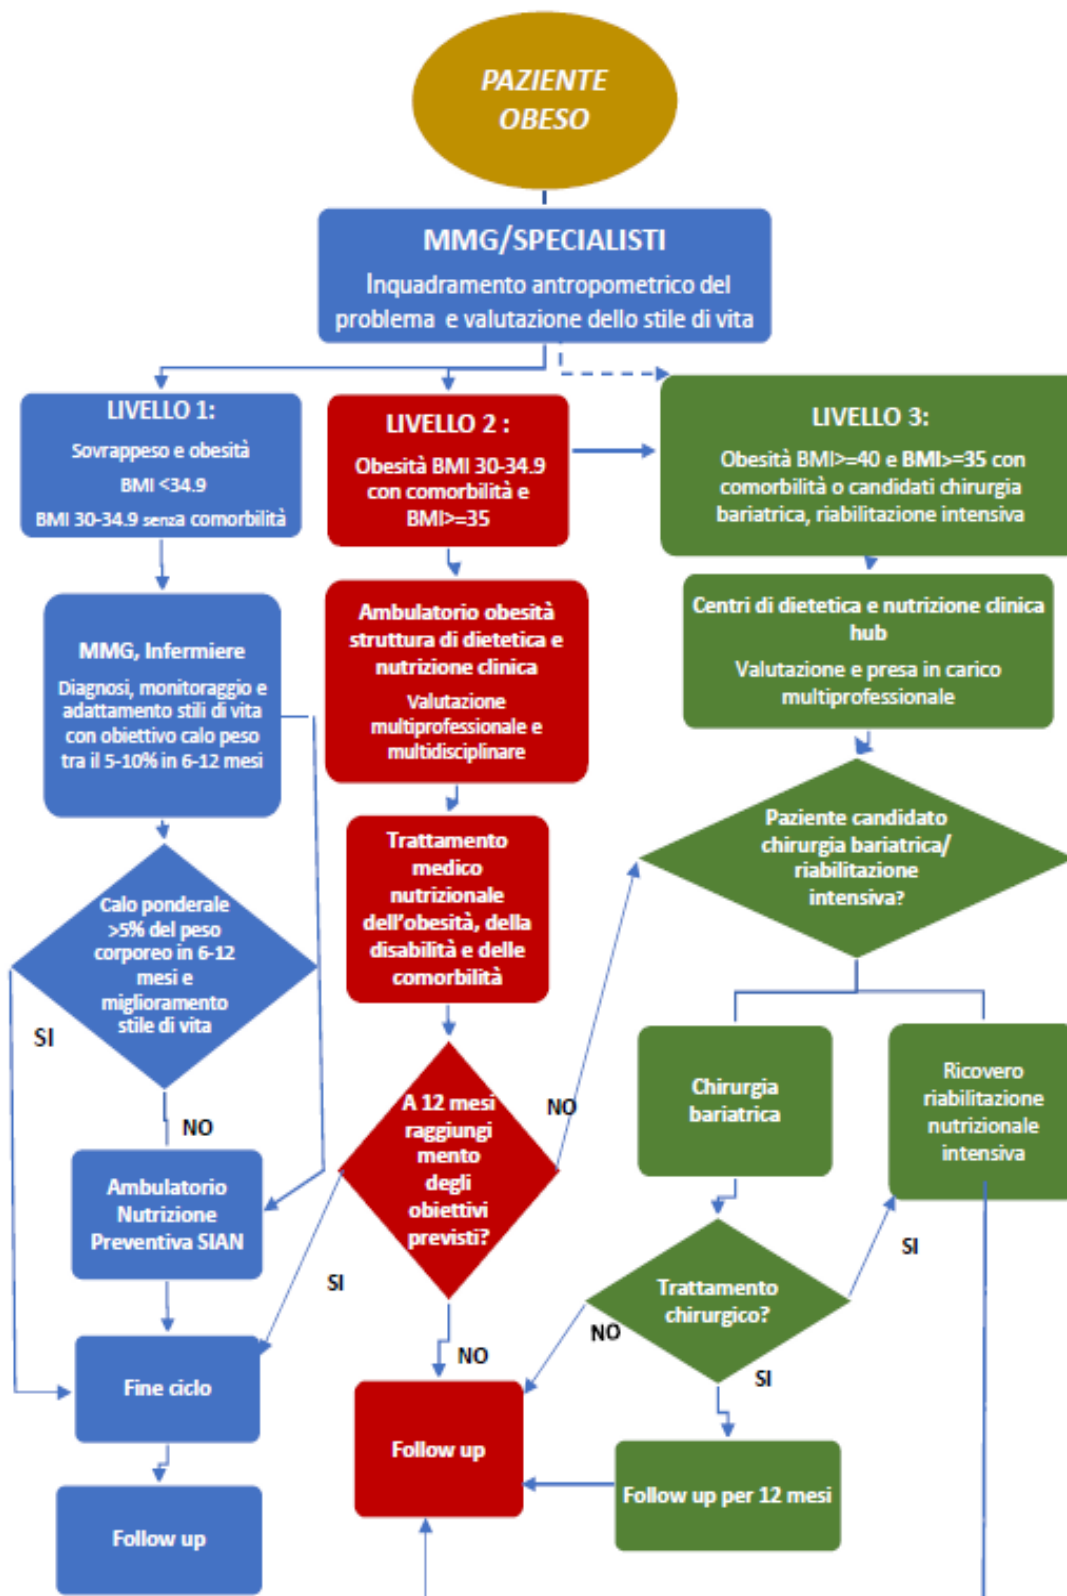 PAZIENTE
OBESO
MMG/SPECIALISTI
Inquadramento antropometrico del
problema e valutazione dello stile di vita
LIVELLO 1:
Sovrappeso e obesità
BMI <34.9
BMI 30-34.9 senza comorbilità
LIVELLO 2 :
Obesità BMI 30-34.9
con comorbilità e
BMI>=35
LIVELLO 3:
Obesità BMI>=40 e BMI>=35 con
comorbilità o candidati chirurgia
bariatrica, riabilitazione intensiva
MMG, Infermiere
Diagnosi, monitoraggio e
adattamento stili di vita
con obiettivo calo peso
tra il 5-10% in 6-12 mesi
Ambulatorio obesità
struttura di dietetica e
nutrizione clinica
Valutazione
multiprofessionale e
multidisciplinare
Centri di dietetica e nutrizione clinica
hub
Valutazione e presa in carico
multiprofessionale
Calo ponderale
>5% del peso
corporeo in 6-12
mesi e
miglioramento
stile di vita
SI
NO
Trattamento
medico
nutrizionale
dell'obesità, della
disabilità e delle
comorbilità
Paziente candidato
chirurgia bariatrica/
riabilitazione
intensiva?
A 12 mesi
raggiungi
mento
degli
obiettivi
previsti?
NO
SI
NO
Chirurgia
bariatrica
Ricovero
riabilitazione
nutrizionale
intensiva
Ambulatorio
Nutrizione
Preventiva SIAN
Trattamento
chirurgico?
SI
NO
SI
Fine ciclo
Follow up
Follow up
Follow up per 12 mesi